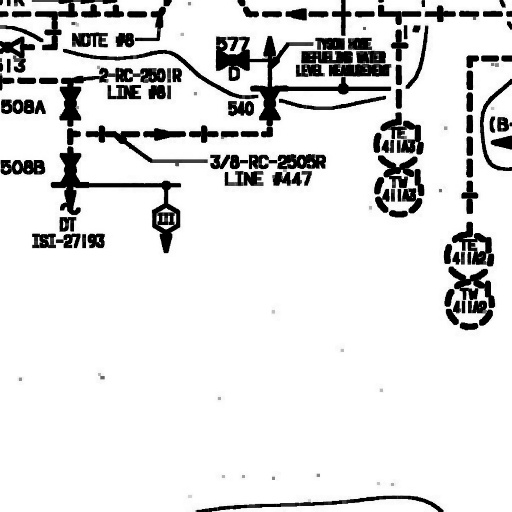 NOTE #8
577
D
TYGON HOSE
REFUELING WATER
LEVEL MEASUREMENT
513
2-RC-2501R
LINE #81
508A
540
(B-
TE
411A3
3/8-RC-2505R
LINE #447
508B
TW
411A3
III
DT
ISI-27193
TE
411A2
TW
411A2